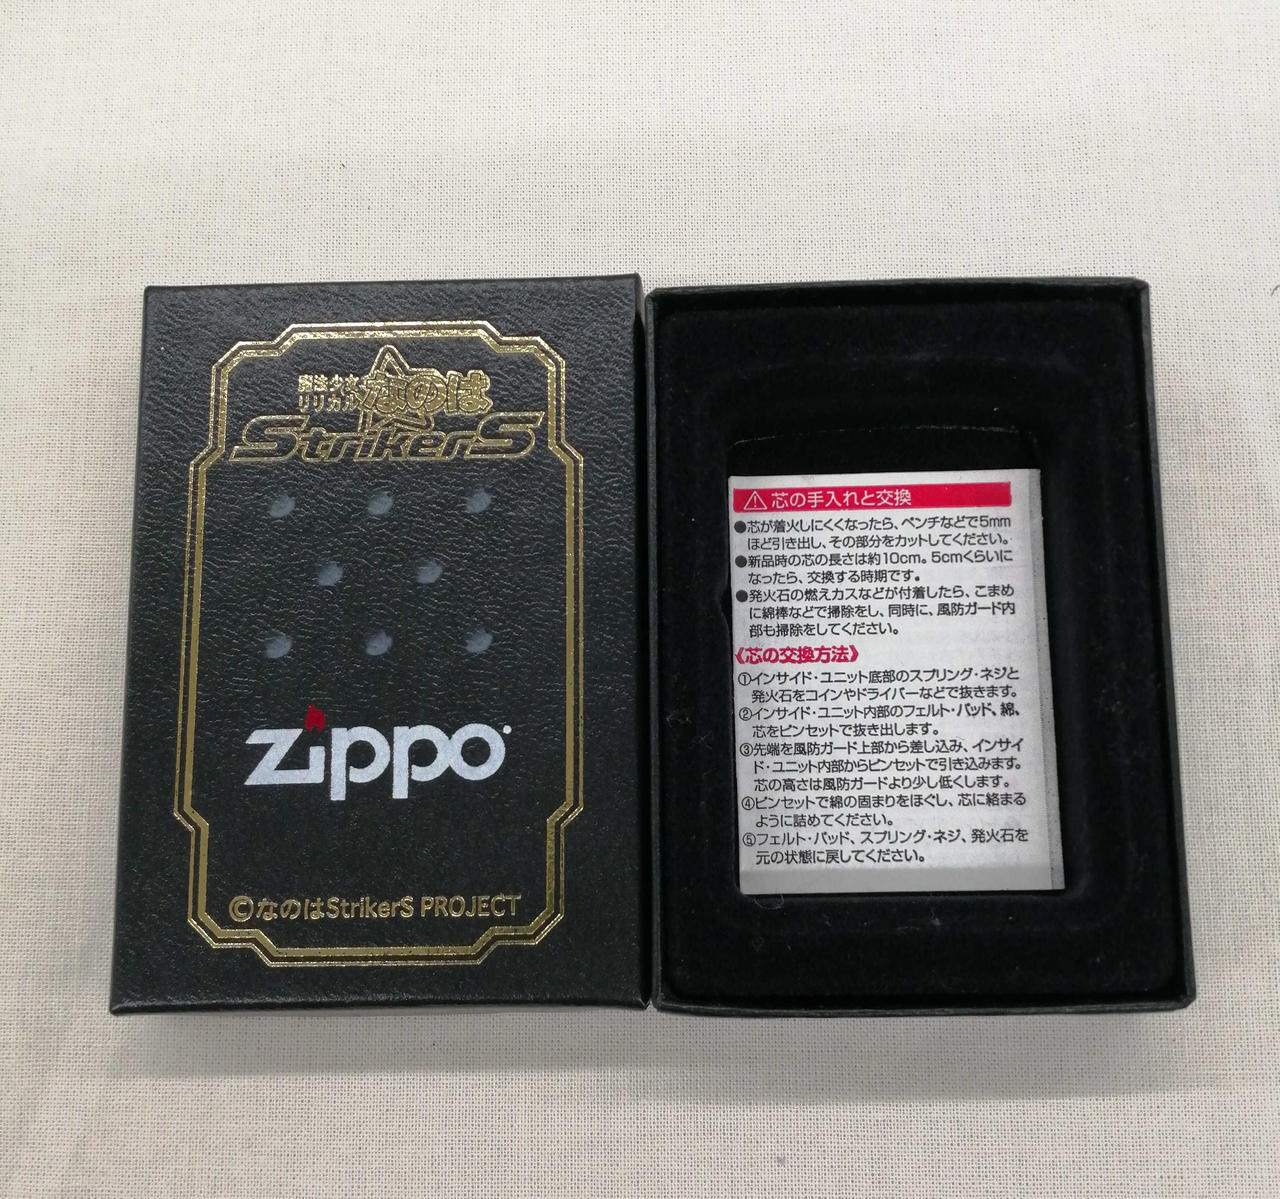 魔法少女
リリカル なのは
StrikerS
zippo
©なのはStrikerS PROJECT
芯の手入れと交換
●芯が着火しにくくなったら、ペンチなどで5mm
ほど引き出し、その部分をカットしてください。
●新品時の芯の長さは約10cm。5cmくらいに
なったら、交換する時期です。
●発火石の燃えカスなどが付着したら、こまめ
に綿棒などで掃除をし、同時に、風防ガード内
部も掃除をしてください。
《芯の交換方法》
①インサイド・ユニット底部のスプリング・ネジと
発火石をコインやドライバーなどで抜きます。
②インサイド・ユニット内部のフェルト・パッド、綿、
芯をピンセットで抜き出します。
③先端を風防ガード上部から差し込み、インサイ
ド・ユニット内部からピンセットで引き込みます。
芯の高さは風防ガードより少し低くします。
④ピンセットで綿の固まりをほぐし、芯に絡まる
ように詰めてください。
⑤フェルト・パッド、スプリング・ネジ、発火石を
元の状態に戻してください。